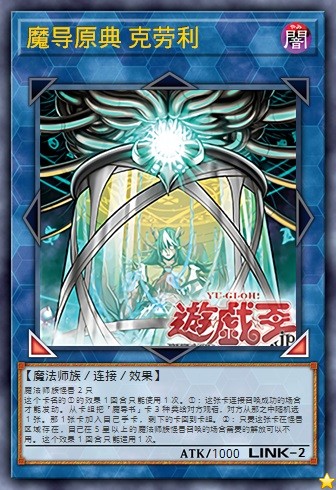 魔导原典 克劳利
闇
YU-GI-OH!
遊戯王
.jp
【魔法师族／连接／效果】
魔法师族怪兽２只
这个卡名的①的效果１回合只能使用１次。①：这张卡连接召唤成功的场合
才能发动。从卡组把「魔导书」卡３种类给对方观看，对方从那之中随机选
１张。那１张卡加入自己手卡，剩下的卡回到卡组。②：只要这张卡在怪兽
区域存在，自己在５星以上的魔法师族怪兽召唤的场合需要的解放可以不
用。这个效果１回合只能适用１次。
ATK/1000 LINK-2